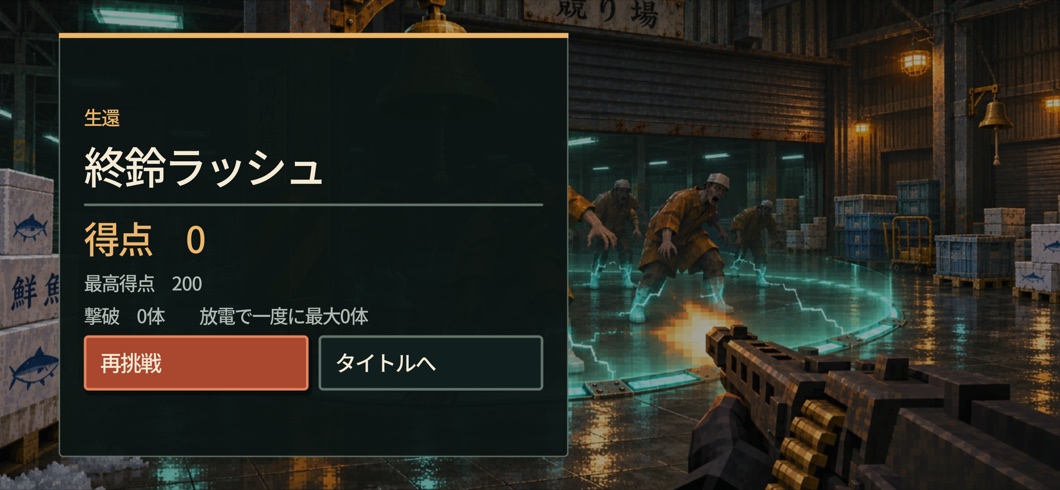 競り場
生還
終鈴ラッシュ
得点 0
最高得点 200
撃破 0体 放電で一度に最大0体
再挑戦
タイトルへ
鮮魚